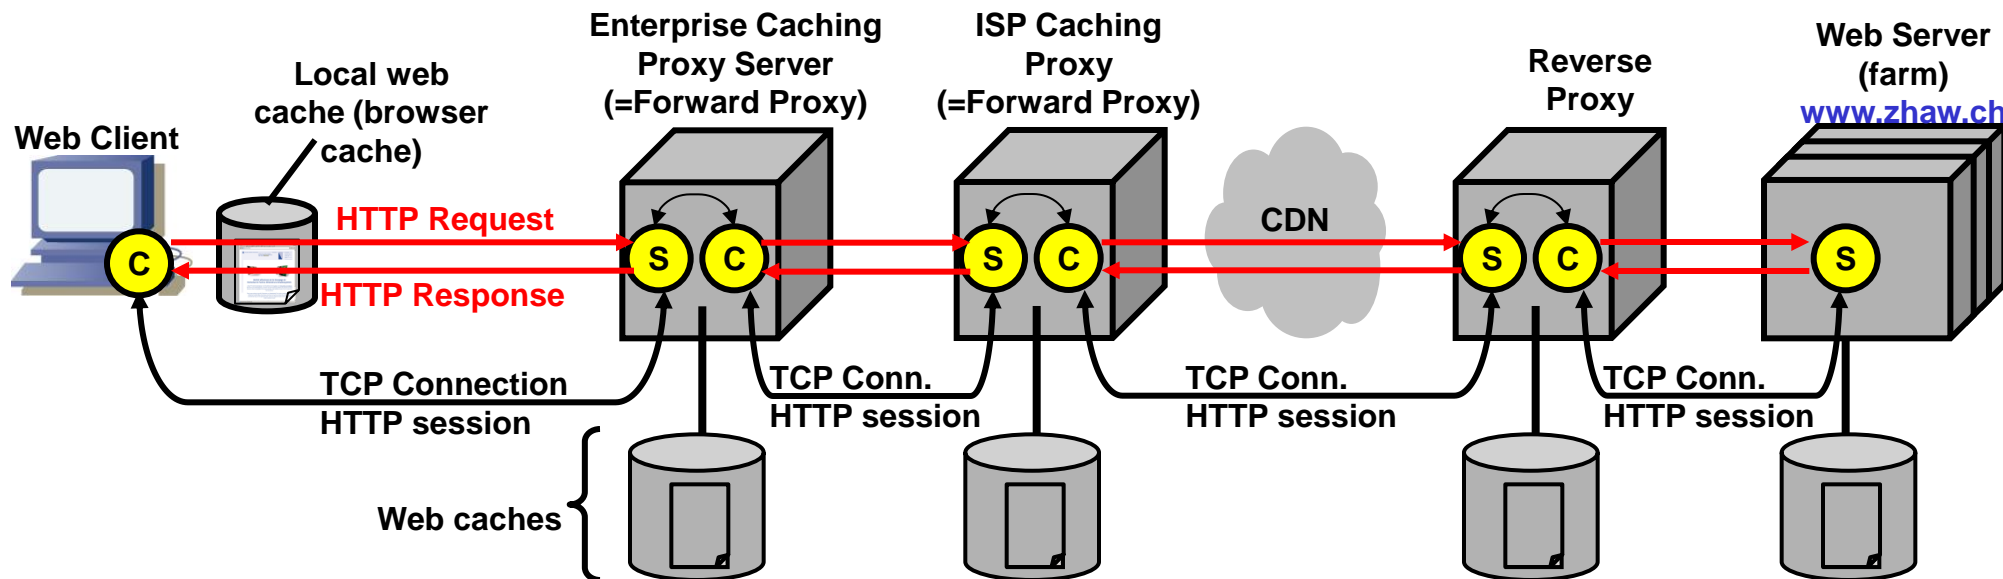 Web Client
Local web
cache (browser
cache)
Enterprise Caching
Proxy Server
(=Forward Proxy)
ISP Caching
Proxy
(=Forward Proxy)
Reverse
Proxy
Web Server
(farm)
www.zhaw.ch
HTTP Request
HTTP Response
C
S
C
S
C
CDN
S
C
S
TCP Connection
HTTP session
TCP Conn.
HTTP session
TCP Conn.
HTTP session
TCP Conn.
HTTP session
Web caches